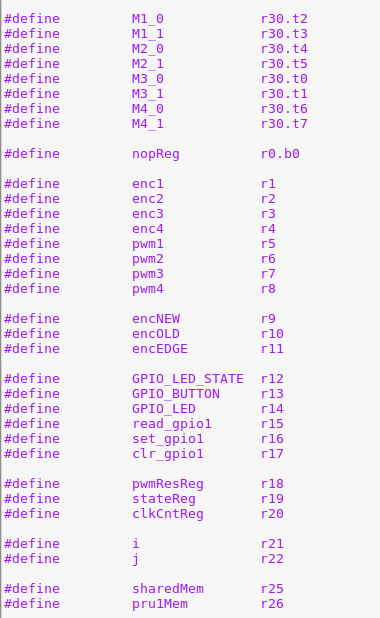 #define M1_0 r30.t2
#define M1_1 r30.t3
#define M2_0 r30.t4
#define M2_1 r30.t5
#define M3_0 r30.t0
#define M3_1 r30.t1
#define M4_0 r30.t6
#define M4_1 r30.t7
#define nopReg r0.b0
#define enc1 r1
#define enc2 r2
#define enc3 r3
#define enc4 r4
#define pwm1 r5
#define pwm2 r6
#define pwm3 r7
#define pwm4 r8
#define encNEW r9
#define encOLD r10
#define encEDGE r11
#define GPIO_LED_STATE r12
#define GPIO_BUTTON r13
#define GPIO_LED r14
#define read_gpio1 r15
#define set_gpio1 r16
#define clr_gpio1 r17
#define pwmResReg r18
#define stateReg r19
#define clkCntReg r20
#define i r21
#define j r22
#define sharedMem r25
#define pru1Mem r26